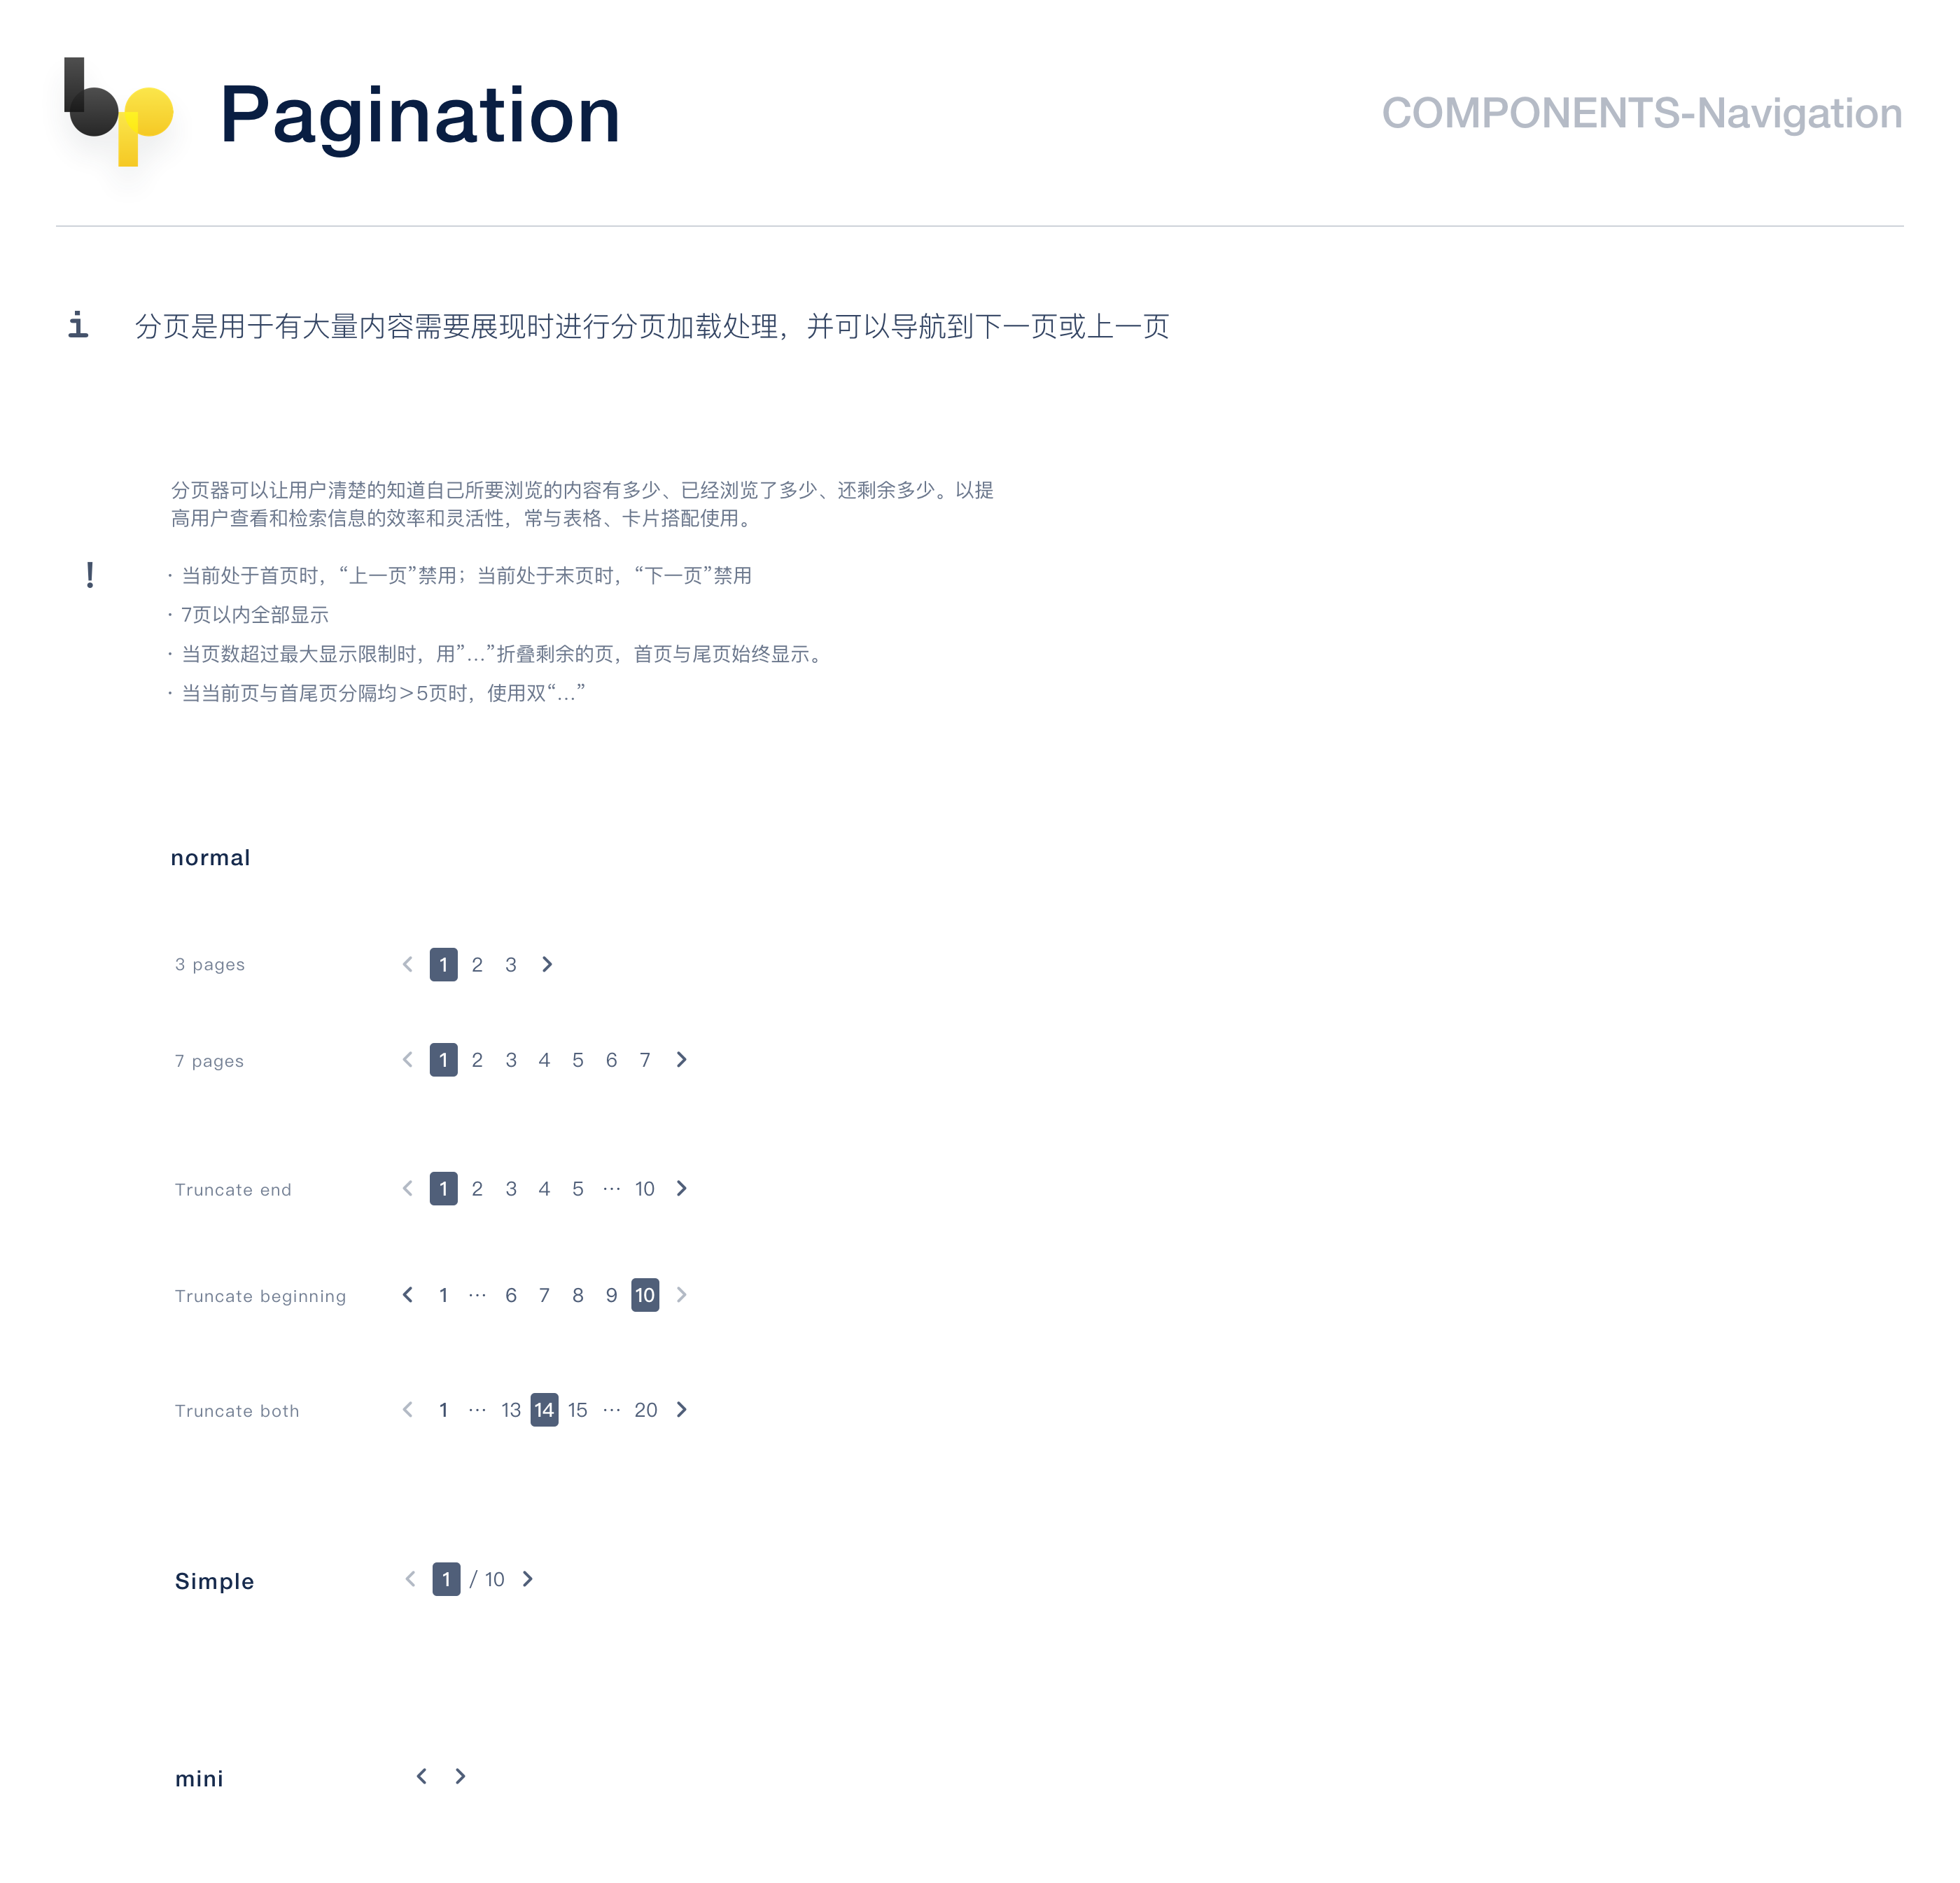 bp
Pagination
COMPONENTS-Navigation
i
分页是用于有大量内容需要展现时进行分页加载处理，并可以导航到下一页或上一页
分页器可以让用户清楚的知道自己所要浏览的内容有多少、已经浏览了多少、还剩余多少。以提
高用户查看和检索信息的效率和灵活性，常与表格、卡片搭配使用。
!
· 当前处于首页时，“上一页”禁用；当前处于末页时，“下一页”禁用
· 7页以内全部显示
· 当页数超过最大显示限制时，用”...”折叠剩余的页，首页与尾页始终显示。
· 当当前页与首尾页分隔均＞5页时，使用双“...”
normal
3 pages
1 2 3
7 pages
1 2 3 4 5 6 7
Truncate end
1 2 3 4 5 ··· 10
Truncate beginning
1 ··· 6 7 8 9 10
Truncate both
1 ··· 13 14 15 ··· 20
Simple
1 / 10
mini